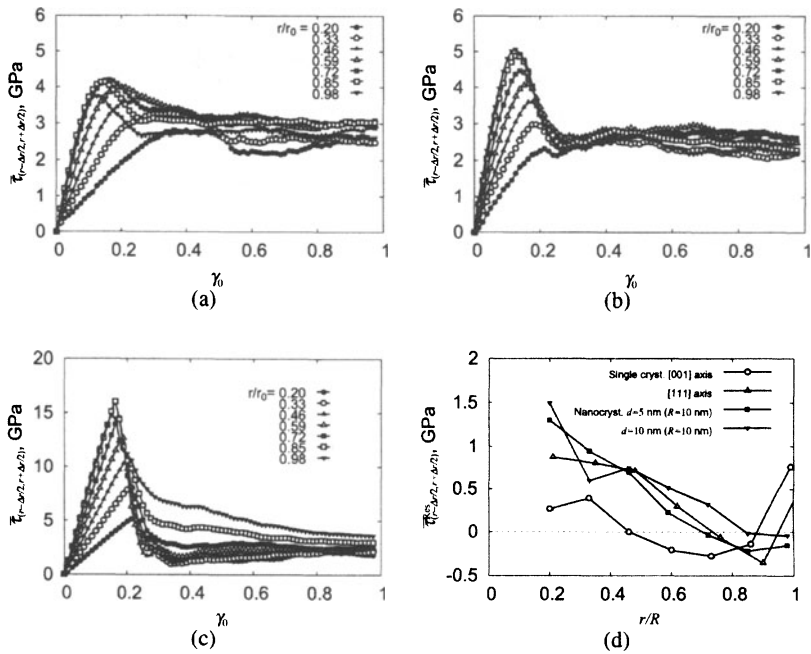 6
5
4
3
2
1
0
τ̅(r−Δr/2, r+Δr/2), GPa
r/r₀= 0.20
0.33
0.46
0.59
0.72
0.85
0.98
0 0.2 0.4 0.6 0.8 1
γ₀
(a)
6
5
4
3
2
1
0
τ̅(r−Δr/2, r+Δr/2), GPa
r/r₀= 0.20
0.33
0.46
0.59
0.72
0.85
0.98
0 0.2 0.4 0.6 0.8 1
γ₀
(b)
20
15
10
5
0
τ̅(r−Δr/2, r+Δr/2), GPa
r/r₀= 0.20
0.33
0.46
0.59
0.72
0.85
0.98
0 0.2 0.4 0.6 0.8 1
γ₀
(c)
2
1.5
1
0.5
0
-0.5
τ̅ʳᵉˢ(r−Δr/2, r+Δr/2), GPa
Single cryst. [001] axis
[111] axis
Nanocryst. d=5 nm (R=10 nm)
d=10 nm (R=10 nm)
0 0.2 0.4 0.6 0.8 1
r/R
(d)